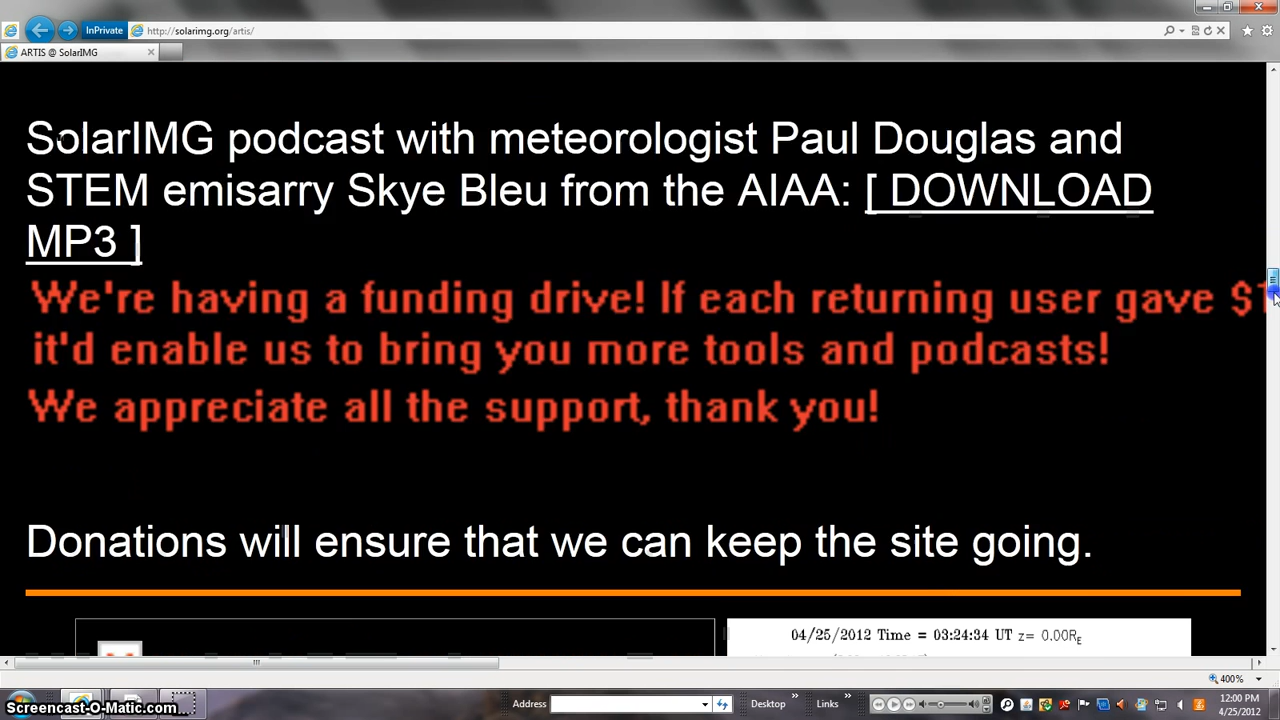 InPrivate
http://solarimg.org/artis/
ARTIS @ SolarIMG
SolarIMG podcast with meteorologist Paul Douglas and
STEM emisarry Skye Bleu from the AIAA: [ DOWNLOAD
MP3 ]
We're having a funding drive! If each returning user gave $1
it'd enable us to bring you more tools and podcasts!
We appreciate all the support, thank you!
Donations will ensure that we can keep the site going.
04/25/2012 Time = 03:24:34 UT z= 0.00RE
400%
Address
Desktop
Links
12:00 PM
4/25/2012
Screencast-O-Matic.com